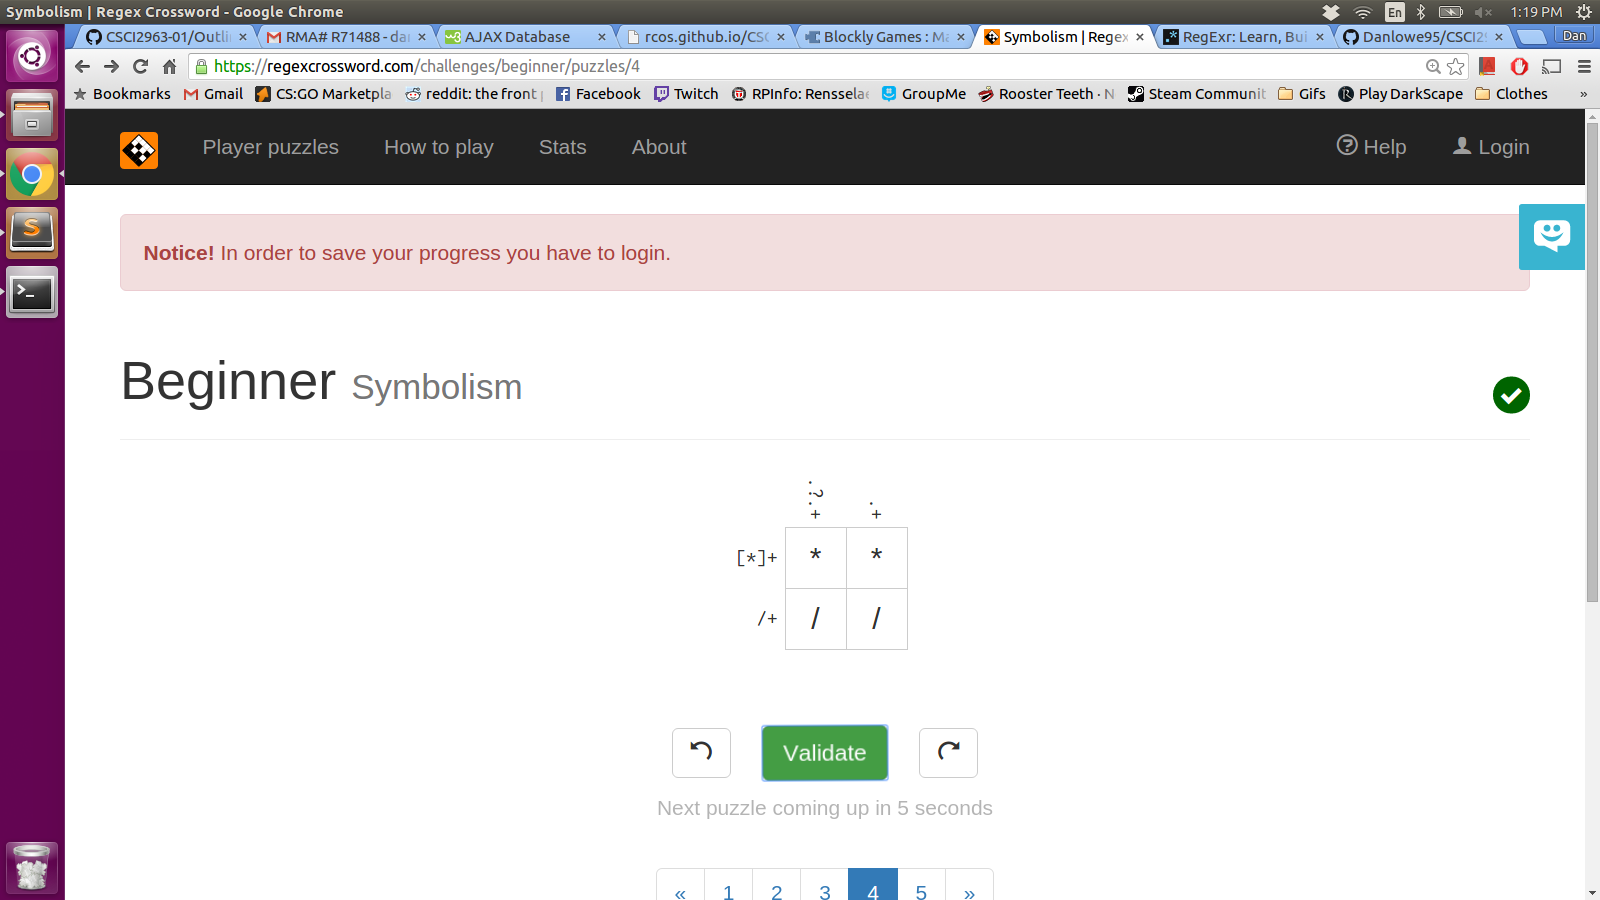 Symbolism | Regex Crossword - Google Chrome
En
1:19 PM
CSCI2963-01/Outli
RMA# R71488 - da
AJAX Database
rcos.github.io/CSC
Blockly Games : Ma
Symbolism | Regex
RegExr: Learn, Bui
Danlowe95/CSCI29
Dan
https://regexcrossword.com/challenges/beginner/puzzles/4
Bookmarks
Gmail
CS:GO Marketpla
reddit: the front
Facebook
Twitch
RPInfo: Rensselae
GroupMe
Rooster Teeth · N
Steam Communit
Gifs
Play DarkScape
Clothes
»
Player puzzles
How to play
Stats
About
Help
Login
Notice! In order to save your progress you have to login.
Beginner Symbolism
.?.+
.+
[*]+
* *
/+
/ /
Validate
Next puzzle coming up in 5 seconds
« 1 2 3 4 5 »